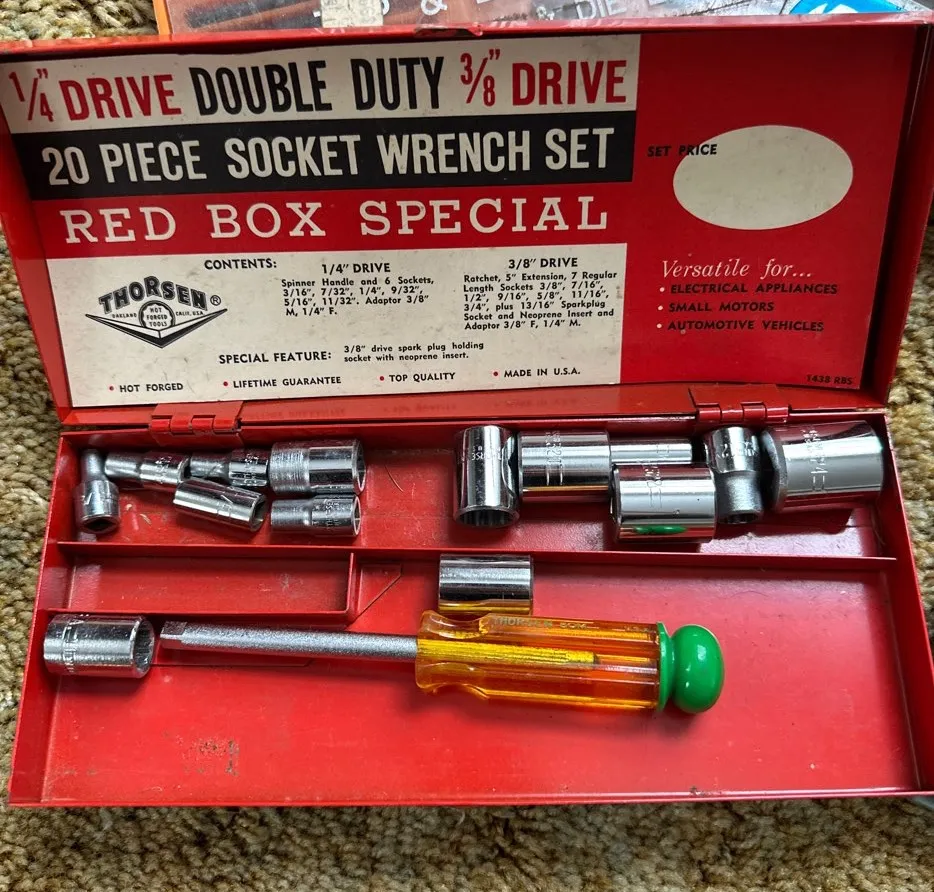 & DIE
1/4" DRIVE DOUBLE DUTY 3/8" DRIVE
20 PIECE SOCKET WRENCH SET
RED BOX SPECIAL
SET PRICE
CONTENTS:
1/4" DRIVE
Spinner Handle and 6 Sockets,
3/16", 7/32", 1/4", 9/32",
5/16", 11/32". Adaptor 3/8"
M, 1/4" F.
3/8" DRIVE
Ratchet, 5" Extension, 7 Regular
Length Sockets 3/8", 7/16",
1/2", 9/16", 5/8", 11/16",
3/4", plus 13/16" Sparkplug
Socket and Neoprene Insert and
Adaptor 3/8" F, 1/4" M.
THORSEN ®
OAKLAND HOT FORGED TOOLS CALIF. U.S.A.
SPECIAL FEATURE: 3/8" drive spark plug holding
socket with neoprene insert.
• HOT FORGED • LIFETIME GUARANTEE • TOP QUALITY • MADE IN U.S.A.
Versatile for...
• ELECTRICAL APPLIANCES
• SMALL MOTORS
• AUTOMOTIVE VEHICLES
1438 RBS
THORSEN